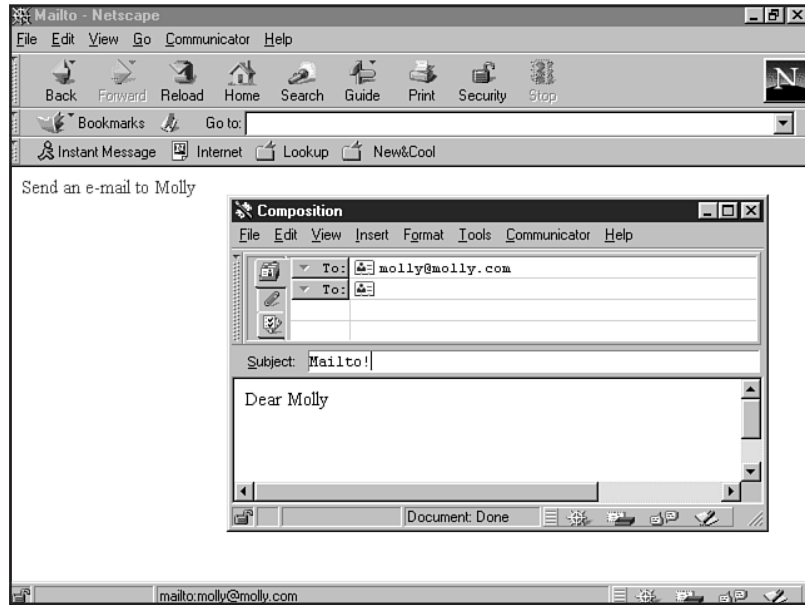 Mailto - Netscape
File Edit View Go Communicator Help
Back Forward Reload Home Search Guide Print Security Stop
N
Bookmarks Go to:
Instant Message Internet Lookup New&Cool
Send an e-mail to Molly
Composition
File Edit View Insert Format Tools Communicator Help
To: molly@molly.com
To:
Subject: Mailto!
Dear Molly
Document: Done
mailto:molly@molly.com